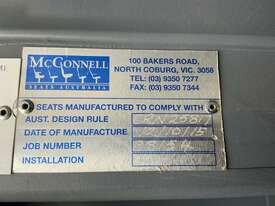 McCONNELL
SEATS AUSTRALIA
100 BAKERS ROAD,
NORTH COBURG, VIC. 3058
TEL: (03) 9350 7277
FAX: (03) 9350 7344
SEATS MANUFACTURED TO COMPLY WITH
AUST. DESIGN RULE
DATE OF MANUFACTURE
JOB NUMBER
INSTALLATION